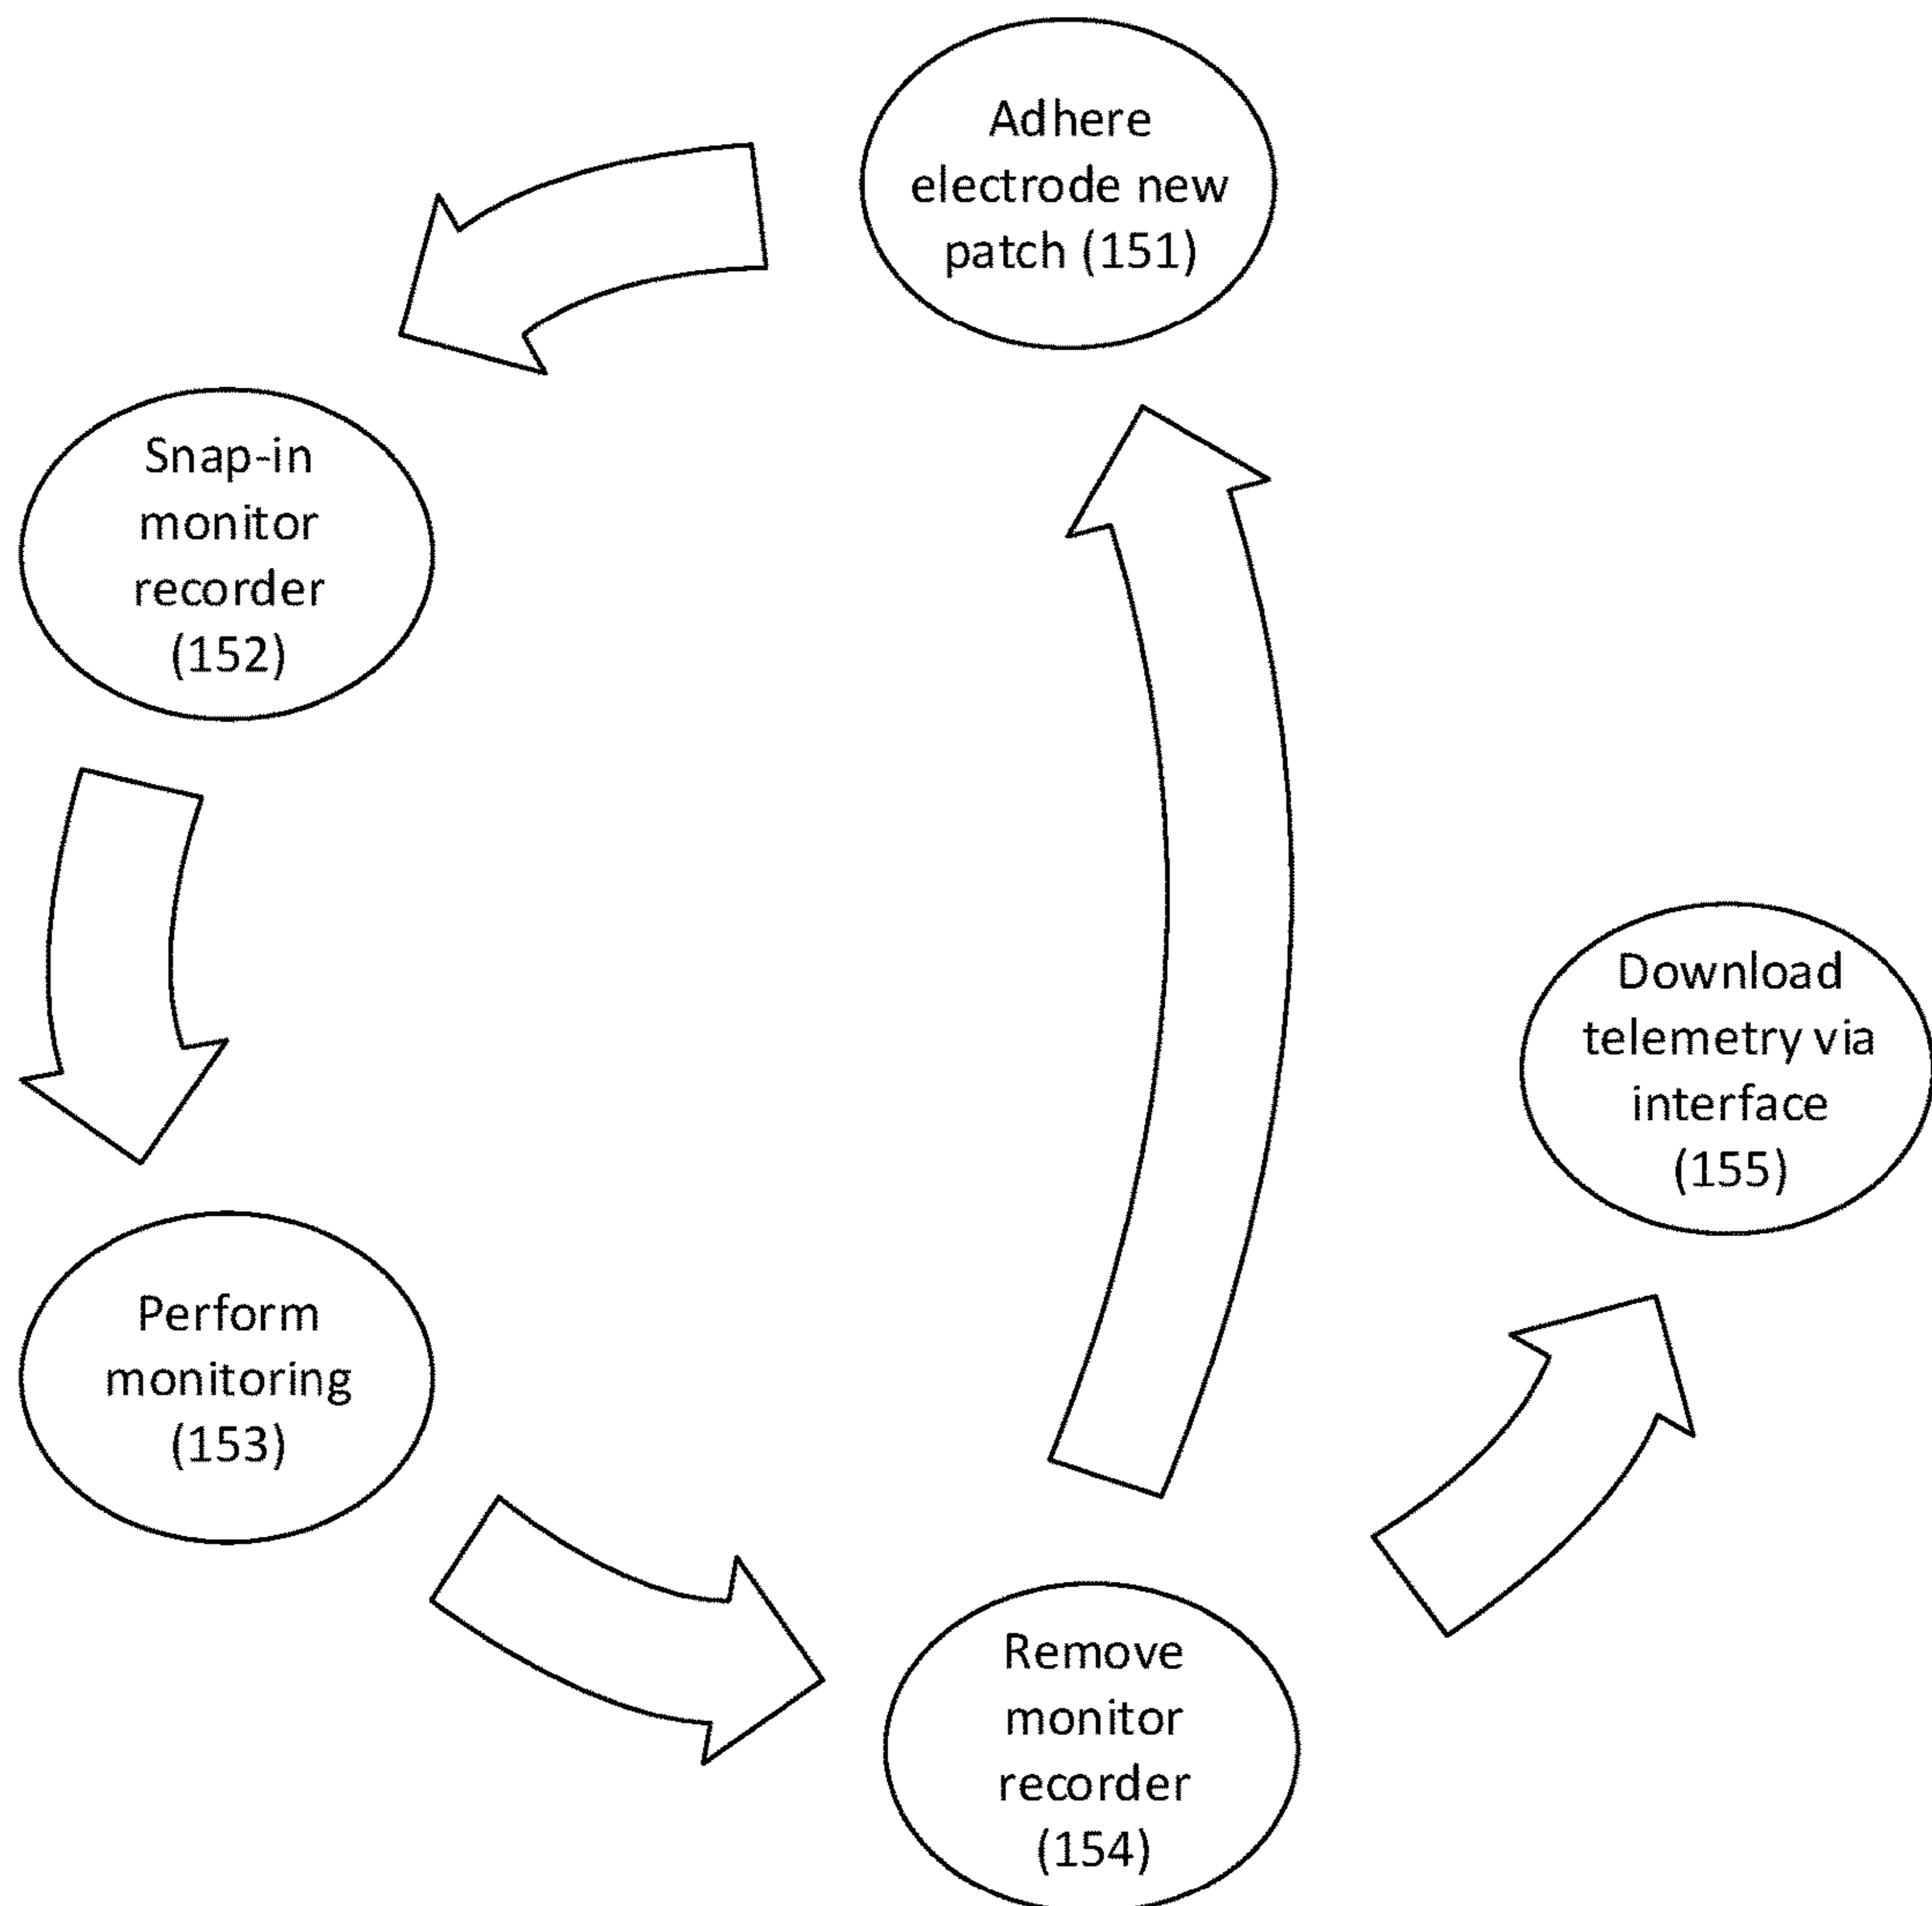 Adhere
electrode new
patch (151)
Snap-in
monitor
recorder
(152)
Perform
monitoring
(153)
Remove
monitor
recorder
(154)
Download
telemetry via
interface
(155)